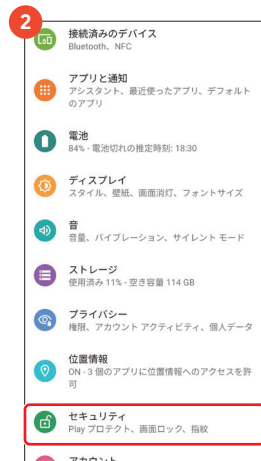 2
接続済みのデバイス
Bluetooth、NFC
アプリと通知
アシスタント、最近使ったアプリ、デフォルト
のアプリ
電池
84% - 電池切れの推定時刻: 18:30
ディスプレイ
スタイル、壁紙、画面消灯、フォントサイズ
音
音量、バイブレーション、サイレント モード
ストレージ
使用済み 11% - 空き容量 114 GB
プライバシー
権限、アカウント アクティビティ、個人データ
位置情報
ON - 3 個のアプリに位置情報へのアクセスを許
可
セキュリティ
Play プロテクト、画面ロック、指紋
アカウント